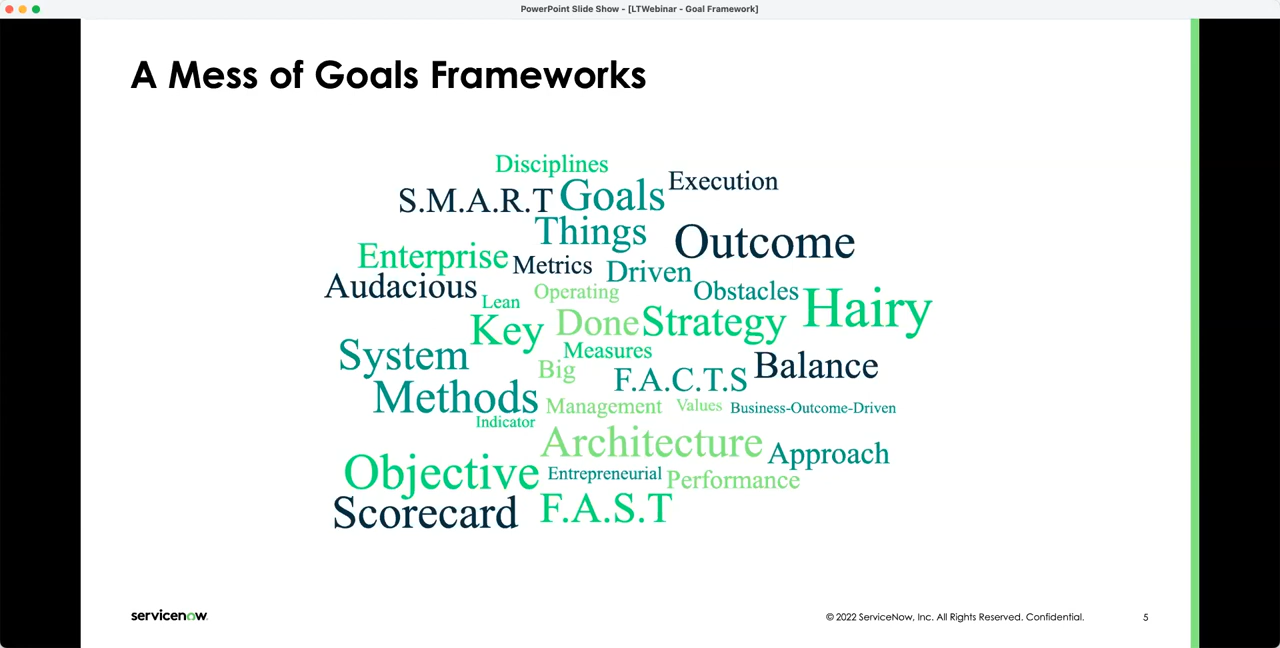 PowerPoint Slide Show - [LTWebinar - Goal Framework]
A Mess of Goals Frameworks
Disciplines
Execution
S.M.A.R.T Goals
Things
Outcome
Enterprise Metrics Driven
Audacious
Lean Operating Obstacles
Hairy
Key Done Strategy
System
Measures
Big F.A.C.T.S Balance
Methods Management Values Business-Outcome-Driven
Indicator
Architecture Approach
Objective Entrepreneurial Performance
Scorecard F.A.S.T
servicenow
© 2022 ServiceNow, Inc. All Rights Reserved. Confidential.
5